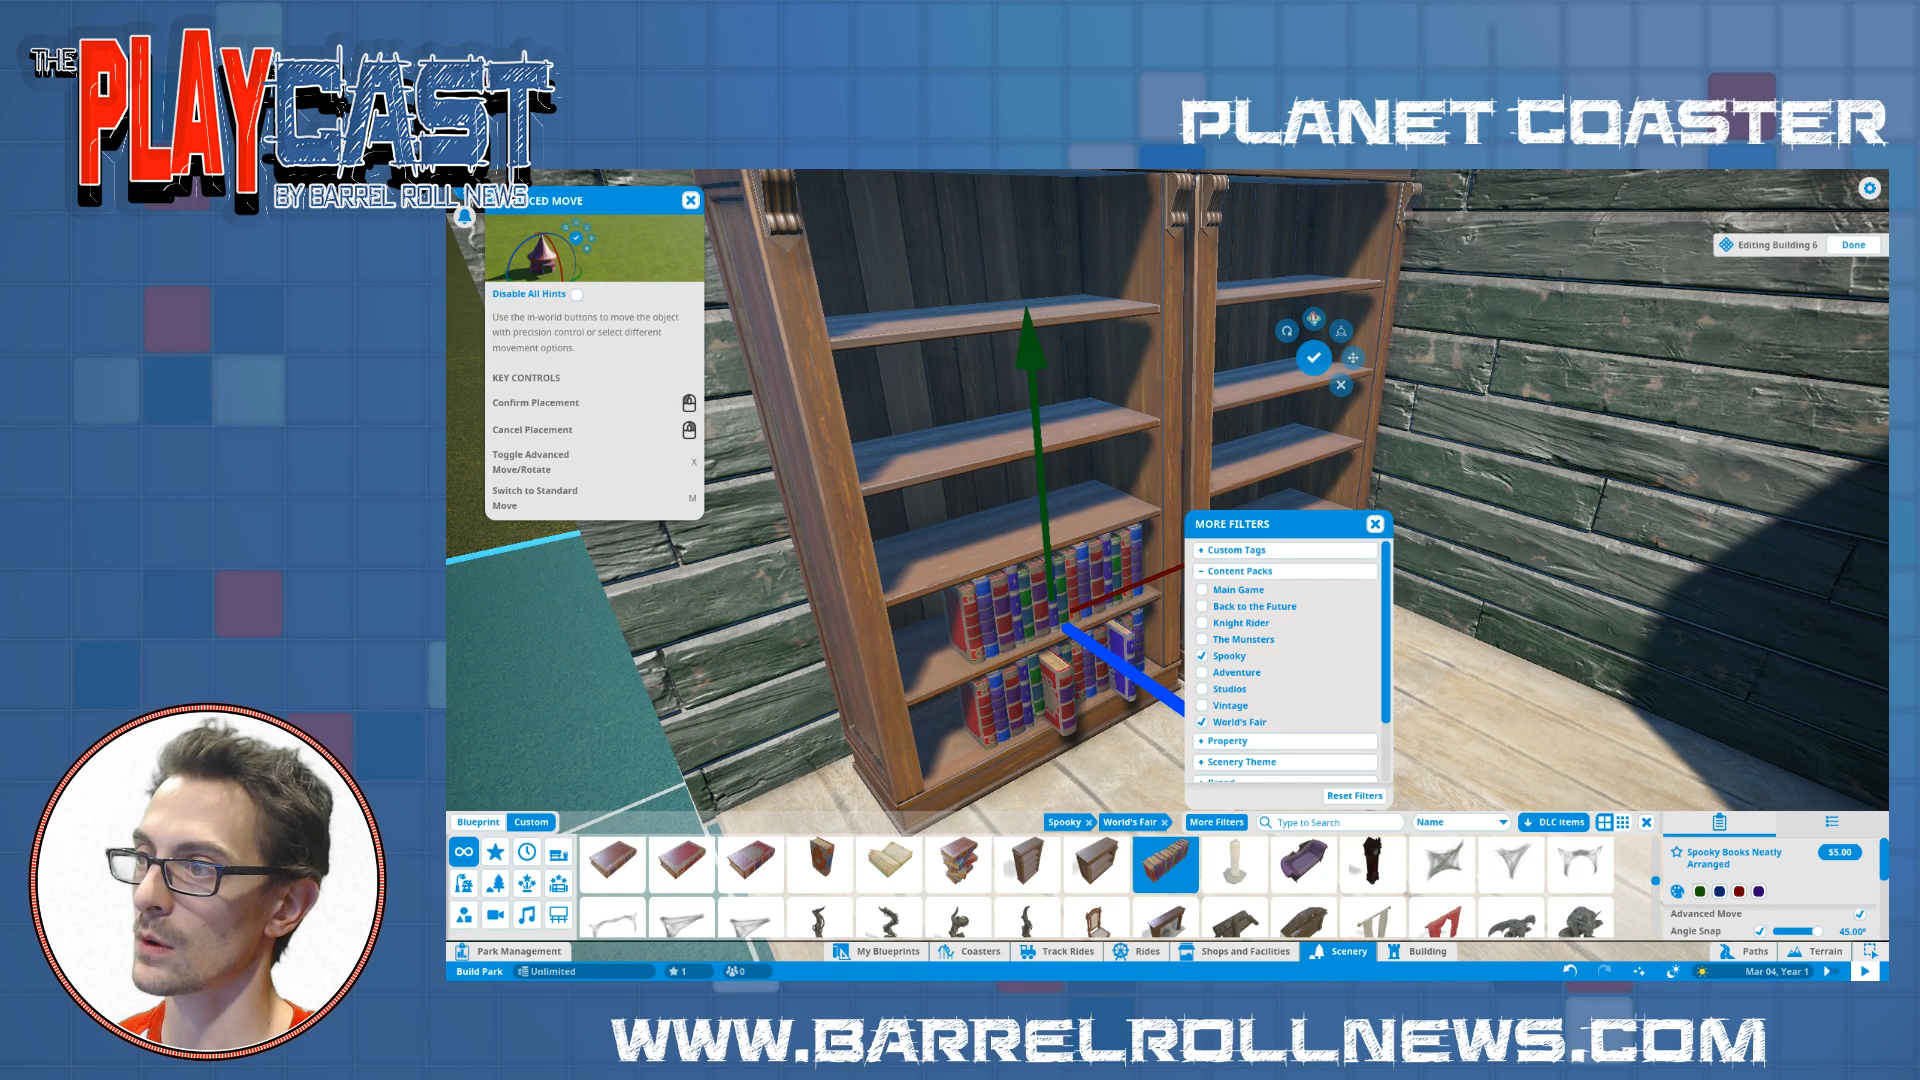 THE PLAYCAST
BY BARREL ROLL NEWS
PLANET COASTER
CED MOVE
Disable All Hints
Use the in-world buttons to move the object
with precision control or select different
movement options.
KEY CONTROLS
Confirm Placement
Cancel Placement
Toggle Advanced
Move/Rotate
X
Switch to Standard
Move
M
Editing Building 6
Done
MORE FILTERS
+ Custom Tags
− Content Packs
Main Game
Back to the Future
Knight Rider
The Munsters
Spooky
Adventure
Studios
Vintage
World's Fair
+ Property
+ Scenery Theme
Reset Filters
Blueprint
Custom
Spooky
World's Fair
More Filters
Type to Search
Name
DLC items
Spooky Books Neatly
Arranged
$5.00
Advanced Move
Angle Snap
45.00°
Park Management
My Blueprints
Coasters
Track Rides
Rides
Shops and Facilities
Scenery
Building
Paths
Terrain
Build Park
Unlimited
1
0
Mar 04, Year 1
WWW.BARRELROLLNEWS.COM